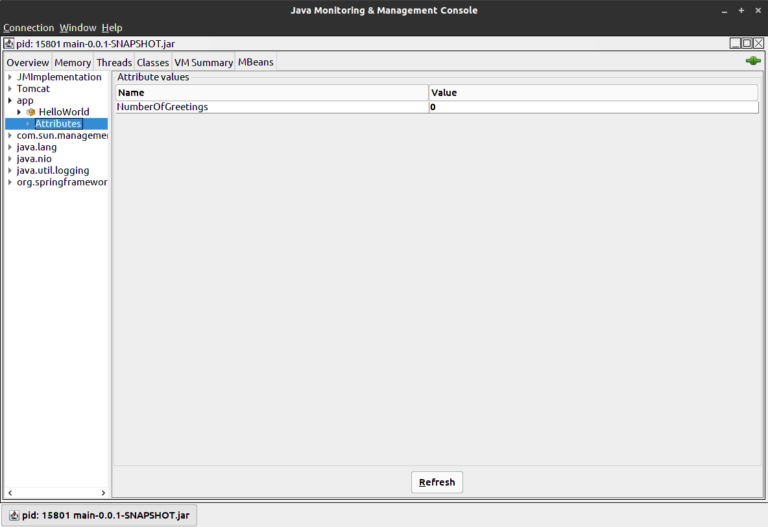 Java Monitoring & Management Console
Connection Window Help
pid: 15801 main-0.0.1-SNAPSHOT.jar
Overview Memory Threads Classes VM Summary MBeans
JMImplementation
Tomcat
app
HelloWorld
Attributes
com.sun.manageme
java.lang
java.nio
java.util.logging
org.springframewor
Attribute values
Name Value
NumberOfGreetings 0
Refresh
pid: 15801 main-0.0.1-SNAPSHOT.jar